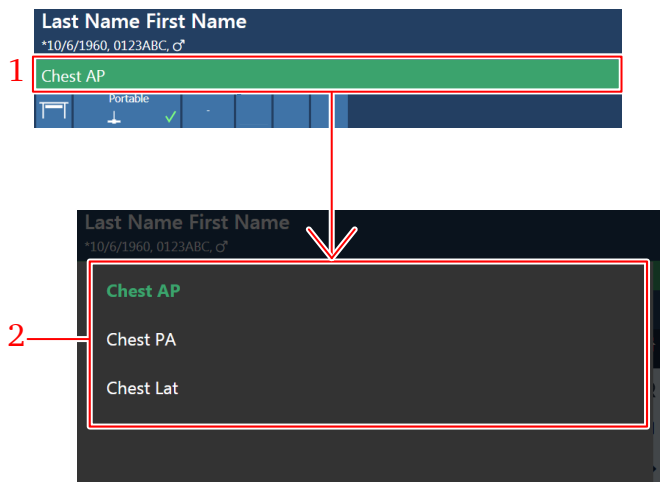 Last Name First Name
*10/6/1960, 0123ABC, ♂
1
Chest AP
Portable
-
Last Name First Name
*10/6/1960, 0123ABC, ♂
Chest AP
2
Chest PA
Chest Lat